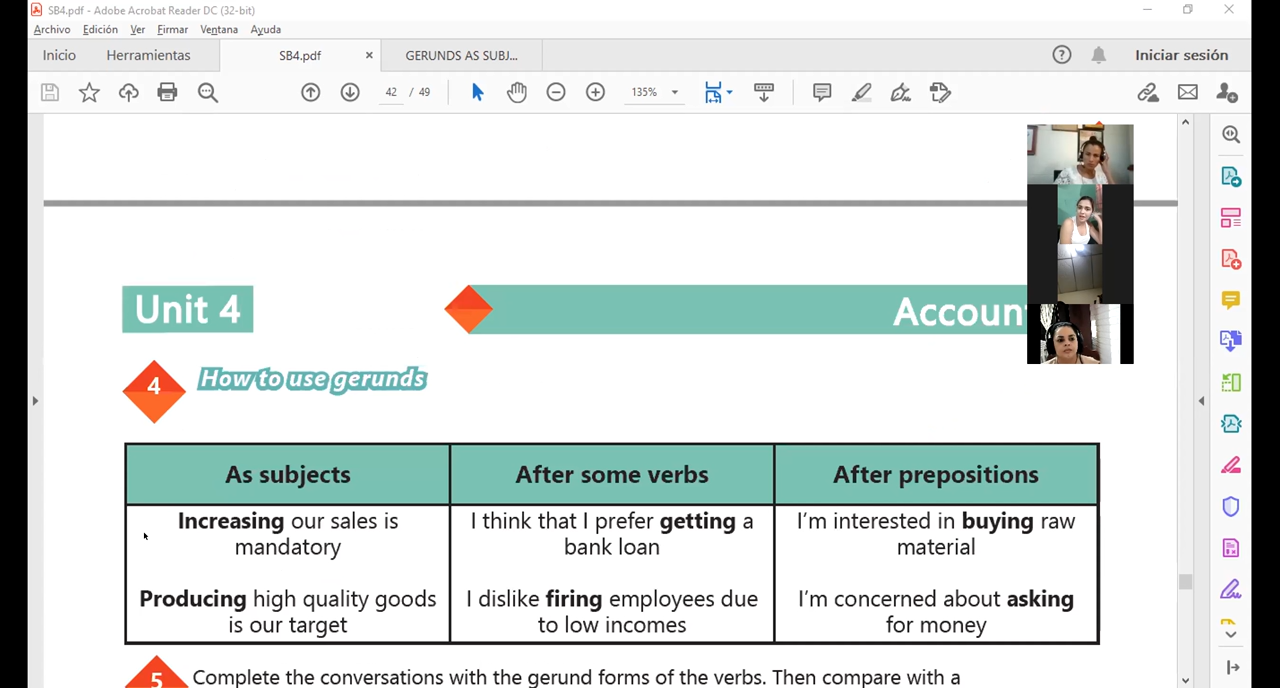 SB4.pdf - Adobe Acrobat Reader DC (32-bit)
Archivo Edición Ver Firmar Ventana Ayuda
Inicio Herramientas SB4.pdf × GERUNDS AS SUBJ... Iniciar sesión
42 / 49 135%
Unit 4 Accoun
4 How to use gerunds
As subjects After some verbs After prepositions
Increasing our sales is I think that I prefer getting a I'm interested in buying raw
mandatory bank loan material
Producing high quality goods I dislike firing employees due I'm concerned about asking
is our target to low incomes for money
5 Complete the conversations with the gerund forms of the verbs. Then compare with a